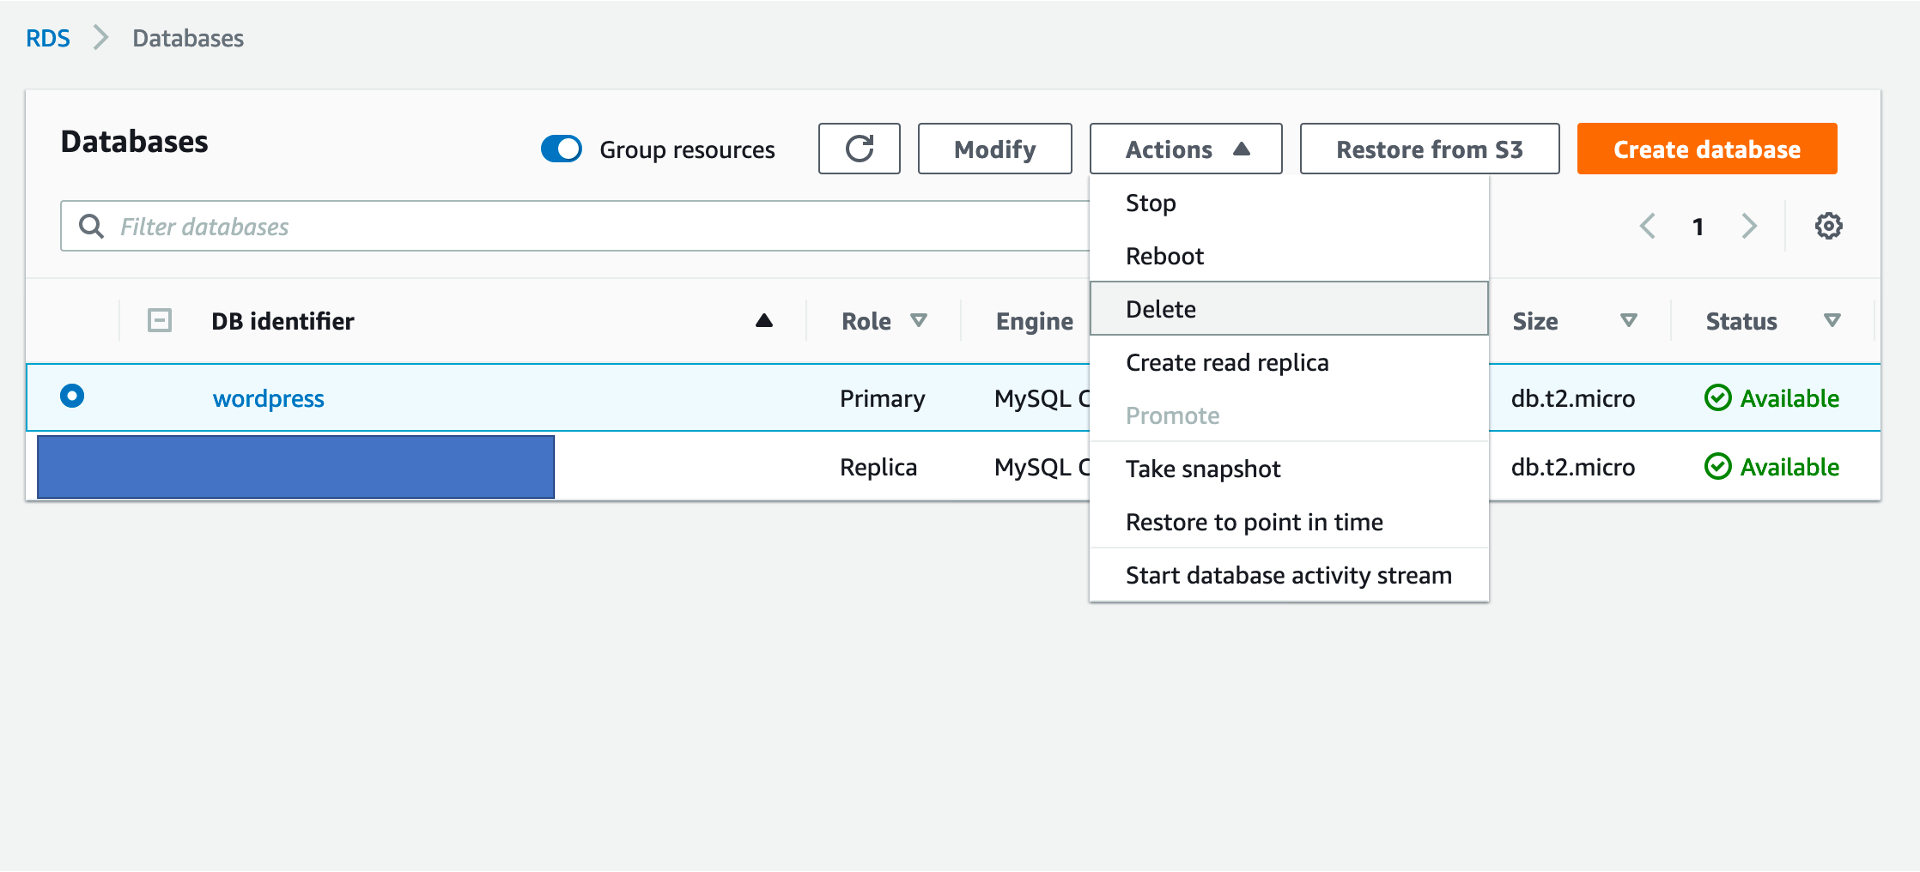 RDS Databases
Databases Group resources Modify Actions Restore from S3 Create database
Filter databases 1
DB identifier Role Engine Size Status
wordpress Primary MySQL C db.t2.micro Available
Replica MySQL C db.t2.micro Available
Stop
Reboot
Delete
Create read replica
Promote
Take snapshot
Restore to point in time
Start database activity stream